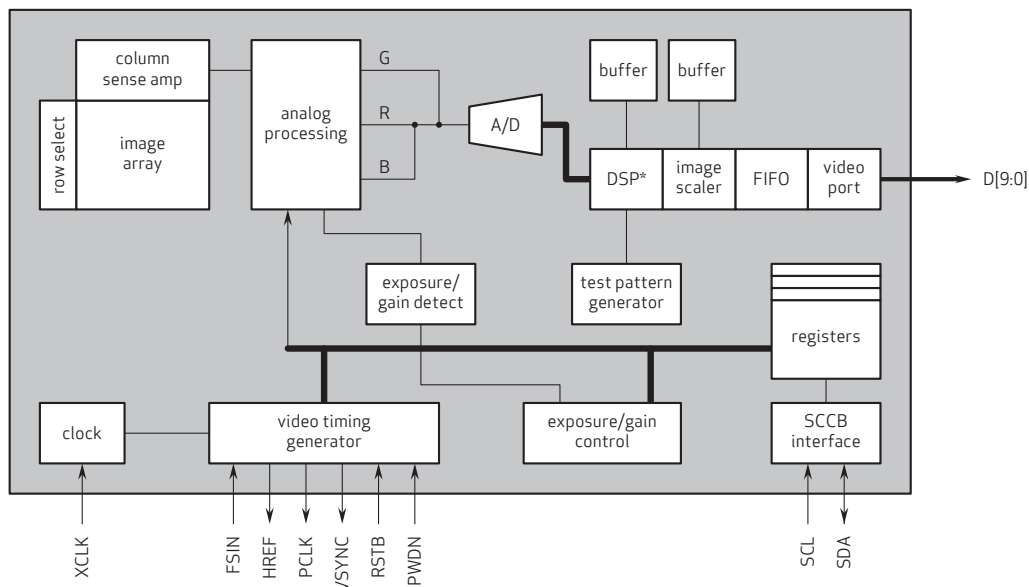 column
sense amp
row select
image
array
analog
processing
G
R
B
A/D
buffer
buffer
DSP*
image
scaler
FIFO
video
port
D[9:0]
exposure/
gain detect
test pattern
generator
registers
clock
video timing
generator
exposure/gain
control
SCCB
interface
XCLK
FSIN
HREF
PCLK
VSYNC
RSTB
PWDN
SCL
SDA